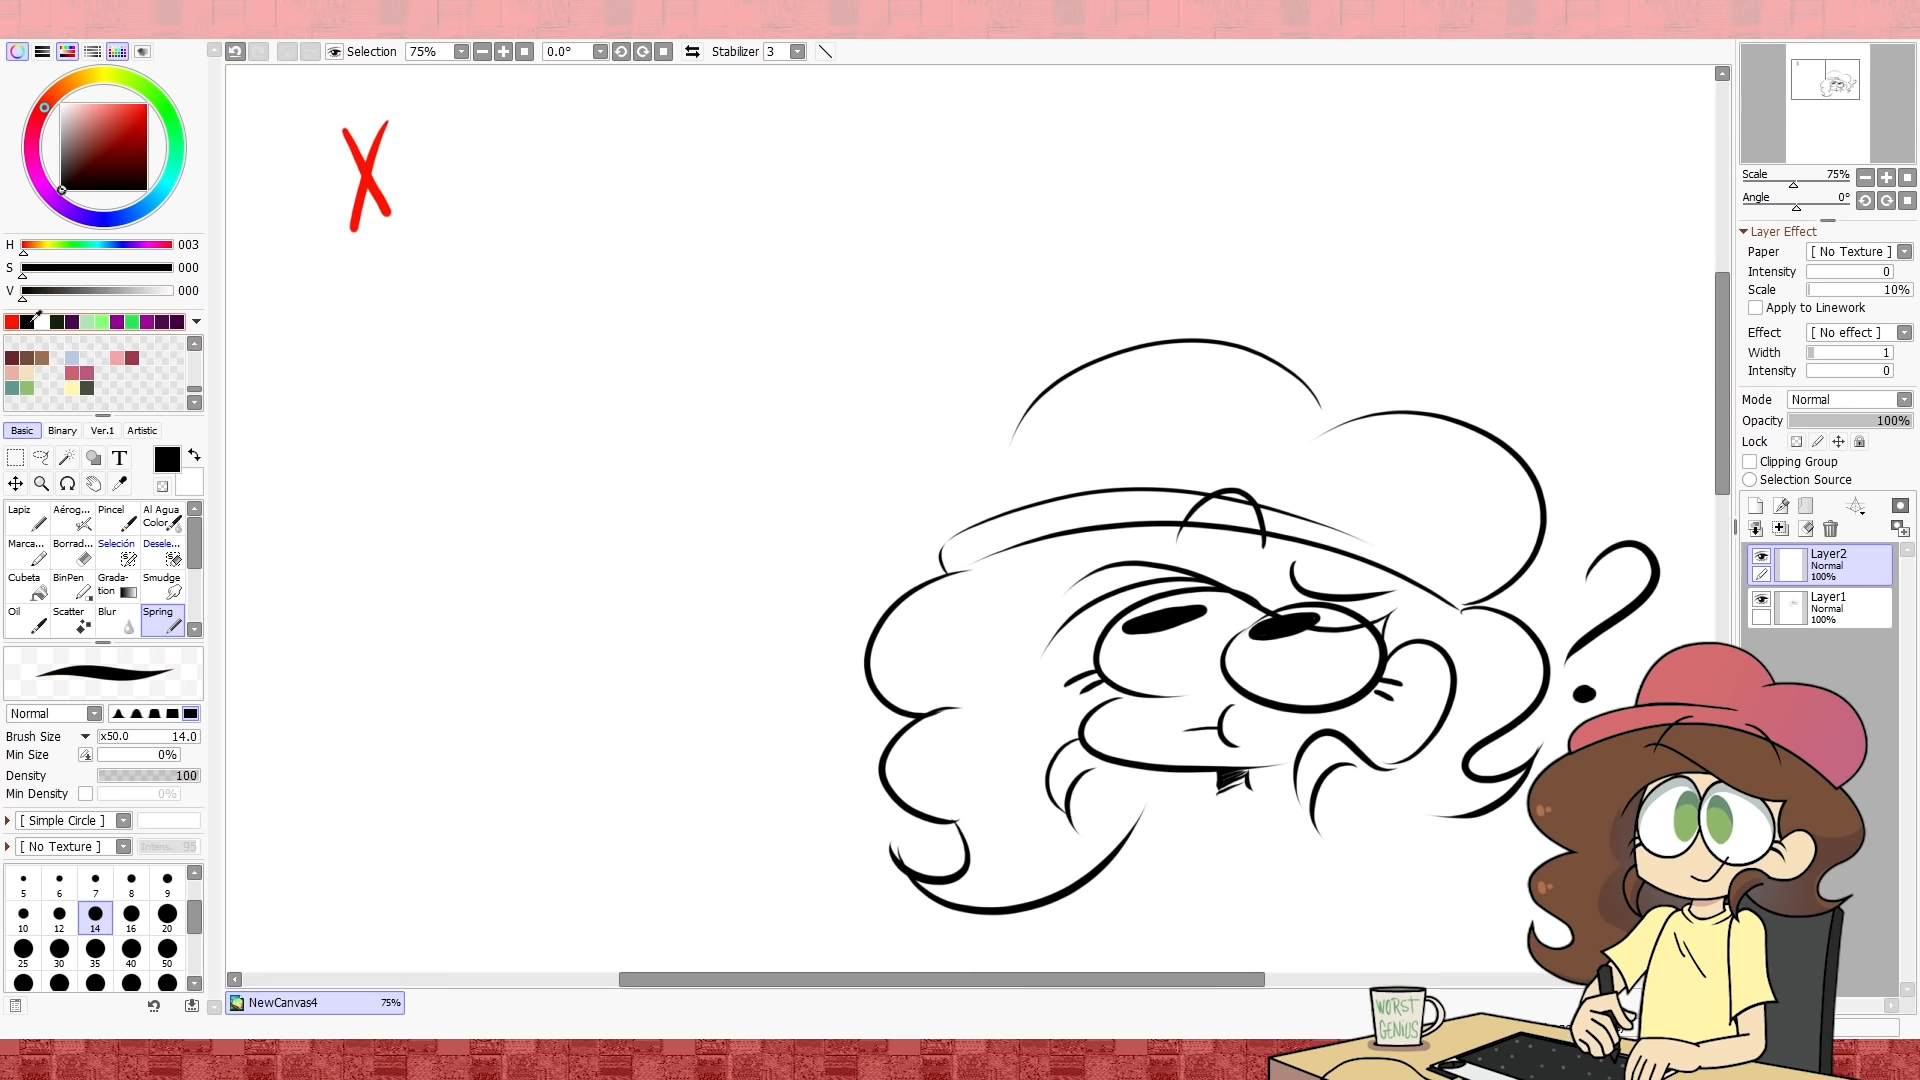 Selection 75% 0.0° Stabilizer 3
H 003
S 000
V 000
Basic Binary Ver.1 Artistic
T
Lapiz Aérog... Pincel Al Agua Color
Marca... Borrad... Selección Desele...
Cubeta BinPen Grada-tion Smudge
Oil Scatter Blur Spring
Normal
Brush Size x50.0 14.0
Min Size 0%
Density 100
Min Density 0%
[ Simple Circle ]
[ No Texture ] Intens. 95
5 6 7 8 9
10 12 14 16 20
25 30 35 40 50
X
?
NewCanvas4 75%
WORST
GENIUS
Scale 75%
Angle 0°
Layer Effect
Paper [ No Texture ]
Intensity 0
Scale 10%
Apply to Linework
Effect [ No effect ]
Width 1
Intensity 0
Mode Normal
Opacity 100%
Lock
Clipping Group
Selection Source
Layer2
Normal
100%
Layer1
Normal
100%